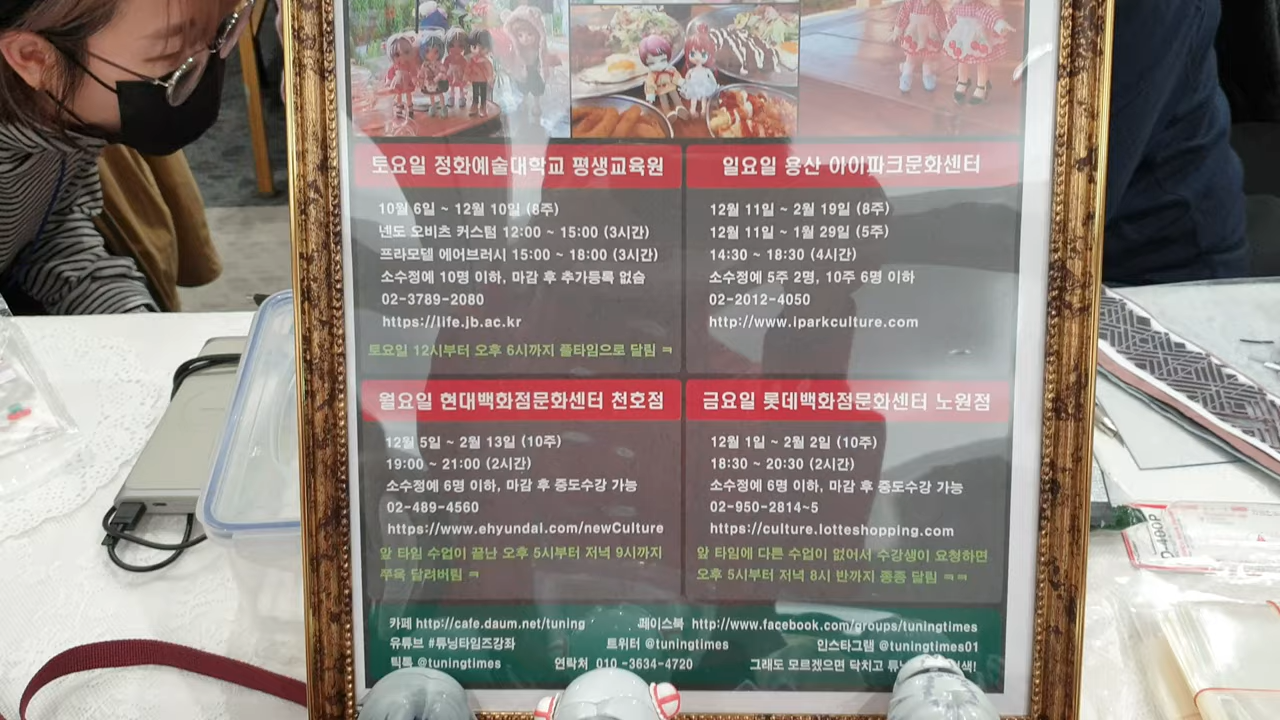 토요일 정화예술대학교 평생교육원
10월 6일 ~ 12월 10일 (8주)
넨도 오비츠 커스텀 12:00 ~ 15:00 (3시간)
프라모델 에어브러시 15:00 ~ 18:00 (3시간)
소수정예 10명 이하, 마감 후 추가등록 없슴
02-3789-2080
https://life.jb.ac.kr
토요일 12시부터 오후 6시까지 플타임으로 달림 ㅋ
일요일 용산 아이파크문화센터
12월 11일 ~ 2월 19일 (8주)
12월 11일 ~ 1월 29일 (5주)
14:30 ~ 18:30 (4시간)
소수정예 5주 2명, 10주 6명 이하
02-2012-4050
http://www.iparkculture.com
월요일 현대백화점문화센터 천호점
12월 5일 ~ 2월 13일 (10주)
19:00 ~ 21:00 (2시간)
소수정예 6명 이하, 마감 후 중도수강 가능
02-489-4560
https://www.ehyundai.com/newCulture
앞 타임 수업이 끝난 오후 5시부터 저녁 9시까지
쭈욱 달려버림 ㅋ
금요일 롯데백화점문화센터 노원점
12월 1일 ~ 2월 2일 (10주)
18:30 ~ 20:30 (2시간)
소수정예 6명 이하, 마감 후 중도수강 가능
02-950-2814~5
https://culture.lotteshopping.com
앞 타임에 다른 수업이 없어서 수강생이 요청하면
오후 5시부터 저녁 8시 반까지 종종 달림 ㅋㅋ
카페 http://cafe.daum.net/tuning
페이스북 http://www.facebook.com/groups/tuningtimes
유튜브 #튜닝타임즈강좌
트위터 @tuningtimes
인스타그램 @tuningtimes01
틱톡 @tuningtimes
연락처 010 -3634-4720
그래도 모르겠으면 닥치고